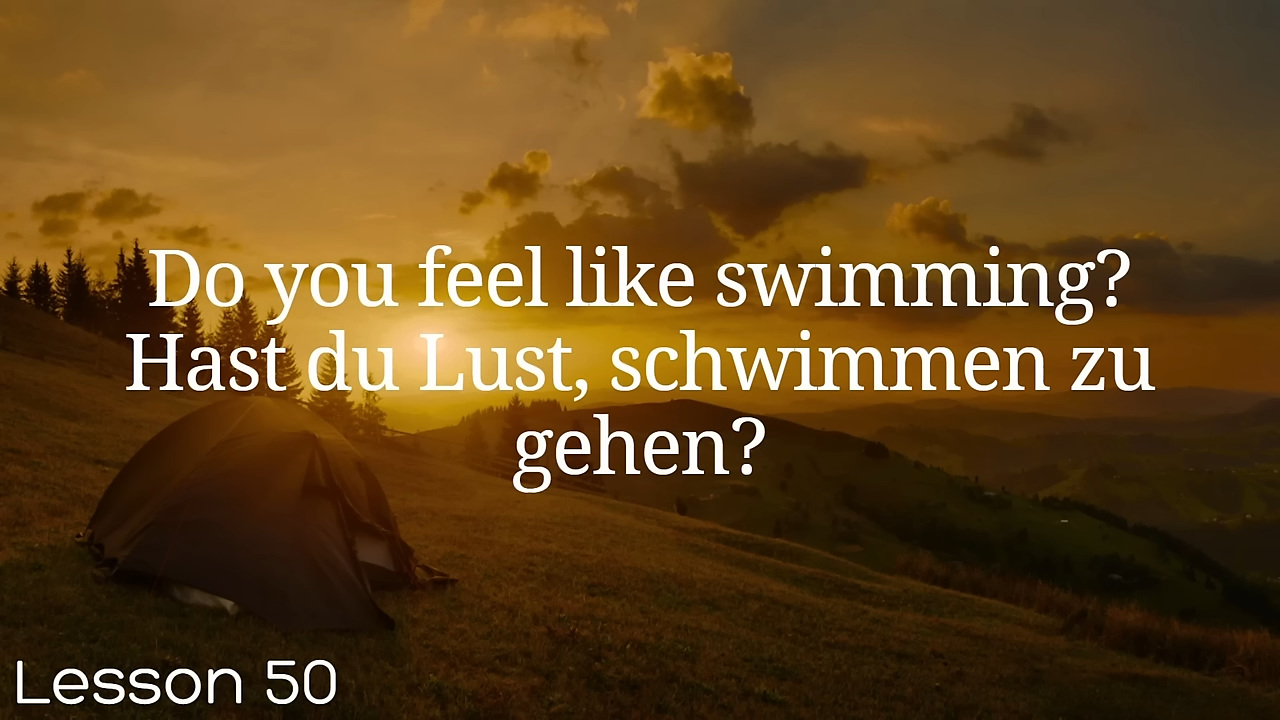 Do you feel like swimming?
Hast du Lust, schwimmen zu
gehen?
Lesson 50